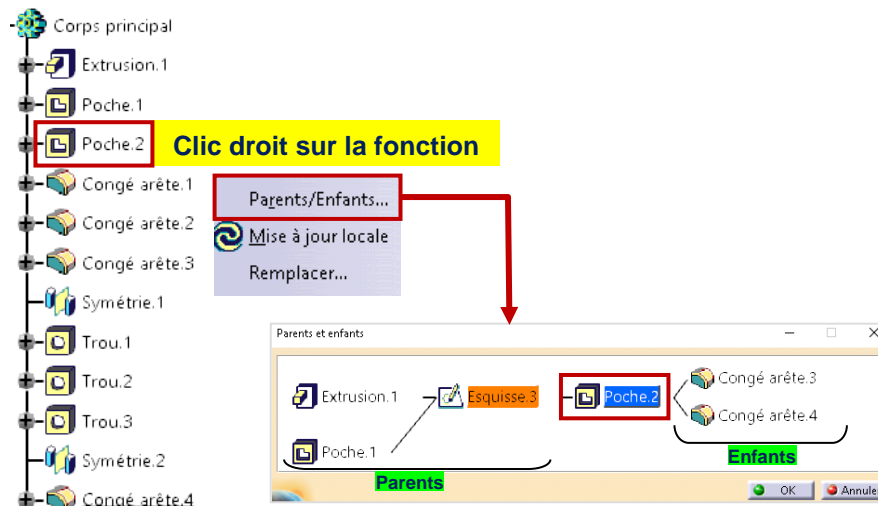 Corps principal
Extrusion.1
Poche.1
Poche.2
Clic droit sur la fonction
Congé arête.1
Parents/Enfants...
Congé arête.2
Mise à jour locale
Congé arête.3
Remplacer...
Symétrie.1
Trou.1
Trou.2
Trou.3
Symétrie.2
Congé arête.4
Parents et enfants
Extrusion.1
Esquisse.3
Poche.2
Congé arête.3
Congé arête.4
Poche.1
Enfants
Parents
OK
Annule